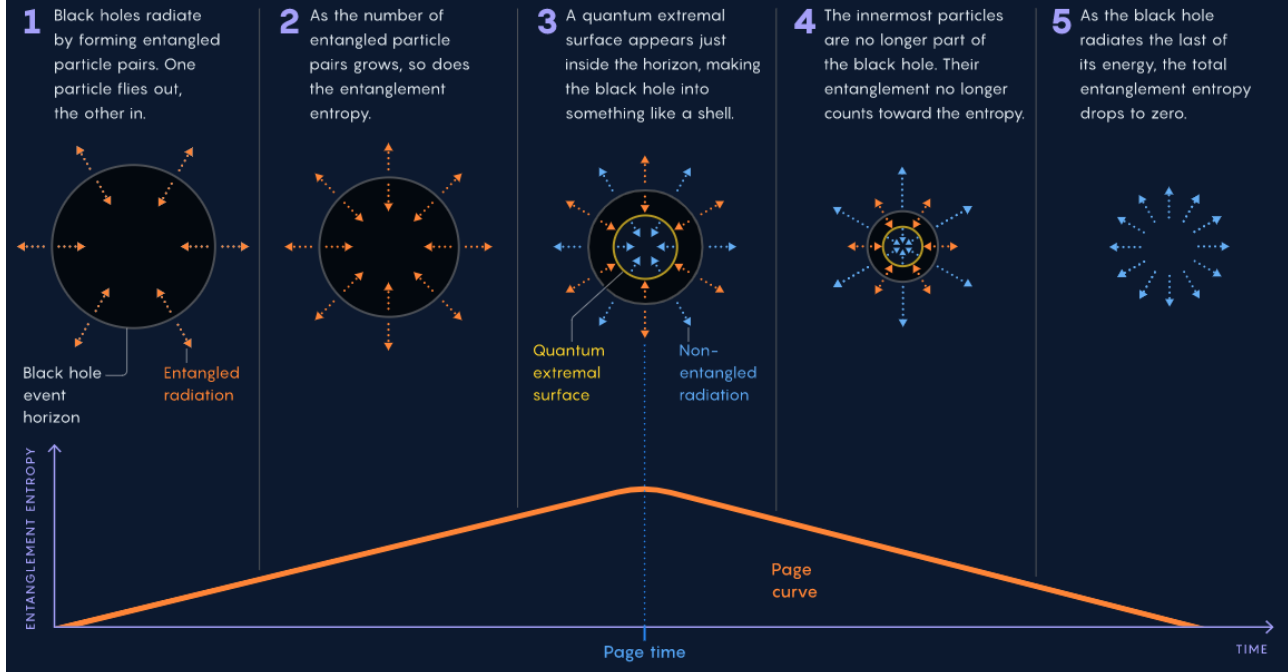 1
Black holes radiate
by forming entangled
particle pairs. One
particle flies out,
the other in.
2
As the number of
entangled particle
pairs grows, so does
the entanglement
entropy.
3
A quantum extremal
surface appears just
inside the horizon, making
the black hole into
something like a shell.
4
The innermost particles
are no longer part of
the black hole. Their
entanglement no longer
counts toward the entropy.
5
As the black hole
radiates the last of
its energy, the total
entanglement entropy
drops to zero.
Black hole
event
horizon
Entangled
radiation
Quantum
extremal
surface
Non-
entangled
radiation
ENTANGLEMENT ENTROPY
Page
curve
Page time
TIME